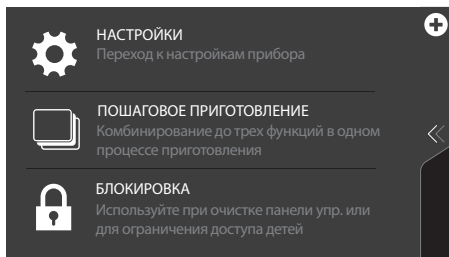 НАСТРОЙКИ
Переход к настройкам прибора
ПОШАГОВОЕ ПРИГОТОВЛЕНИЕ
Комбинирование до трех функций в одном
процессе приготовления
БЛОКИРОВКА
Используйте при очистке панели упр. или
для ограничения доступа детей